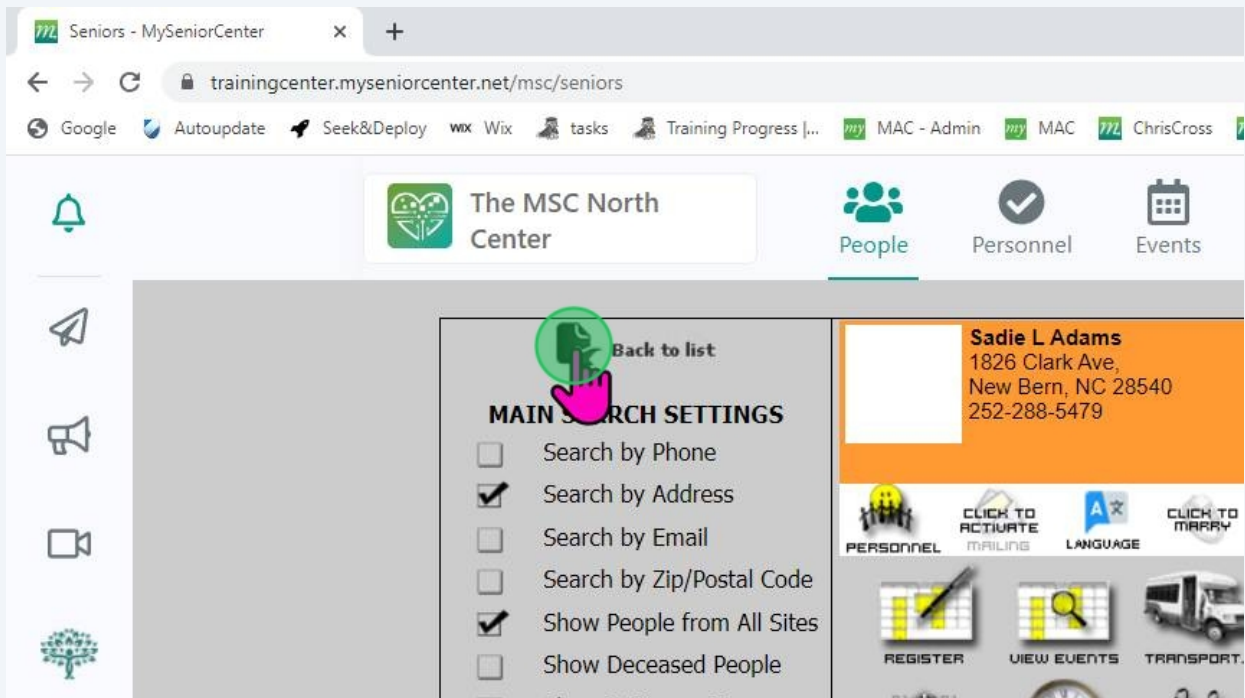 Seniors - MySeniorCenter
trainingcenter.myseniorcenter.net/msc/seniors
Google Autoupdate Seek&Deploy WIX Wix tasks Training Progress |... my MAC - Admin my MAC ChrisCross
The MSC North
Center
People Personnel Events
Back to list
MAIN SEARCH SETTINGS
Search by Phone
Search by Address
Search by Email
Search by Zip/Postal Code
Show People from All Sites
Show Deceased People
Sadie L Adams
1826 Clark Ave,
New Bern, NC 28540
252-288-5479
PERSONNEL
CLICK TO
ACTIVATE
MAILING
LANGUAGE
CLICK TO
MARRY
REGISTER VIEW EVENTS TRANSPORT.